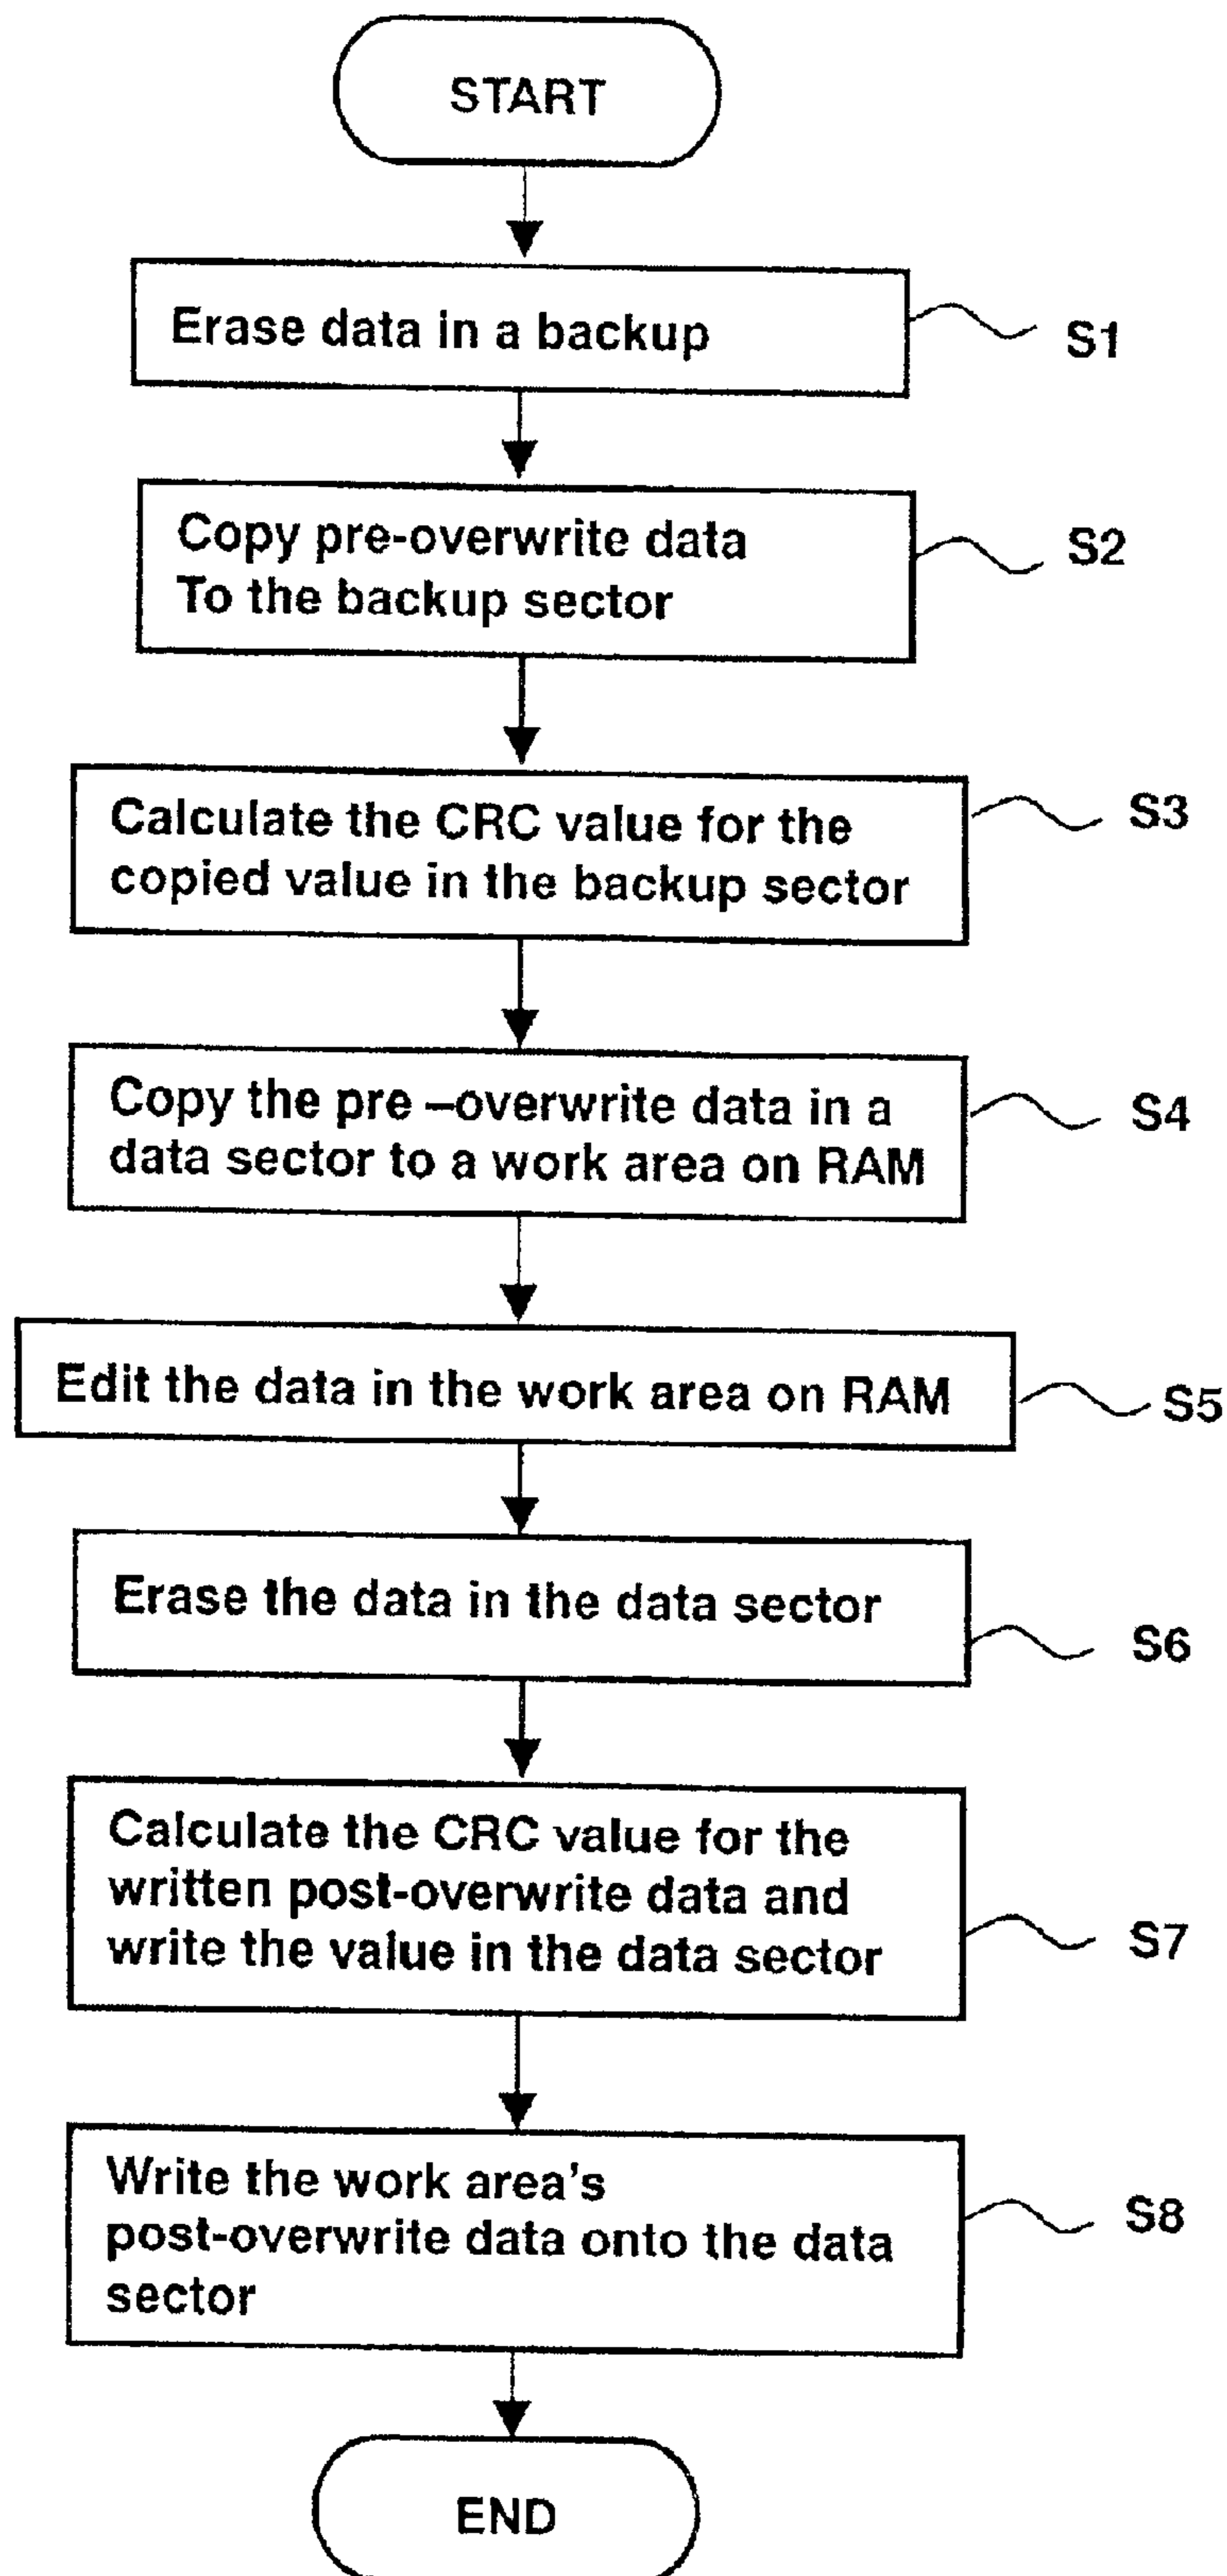 START
Erase data in a backup
S1
Copy pre-overwrite data
To the backup sector
S2
Calculate the CRC value for the
copied value in the backup sector
S3
Copy the pre –overwrite data in a
data sector to a work area on RAM
S4
Edit the data in the work area on RAM
S5
Erase the data in the data sector
S6
Calculate the CRC value for the
written post-overwrite data and
write the value in the data sector
S7
Write the work area's
post-overwrite data onto the data
sector
S8
END